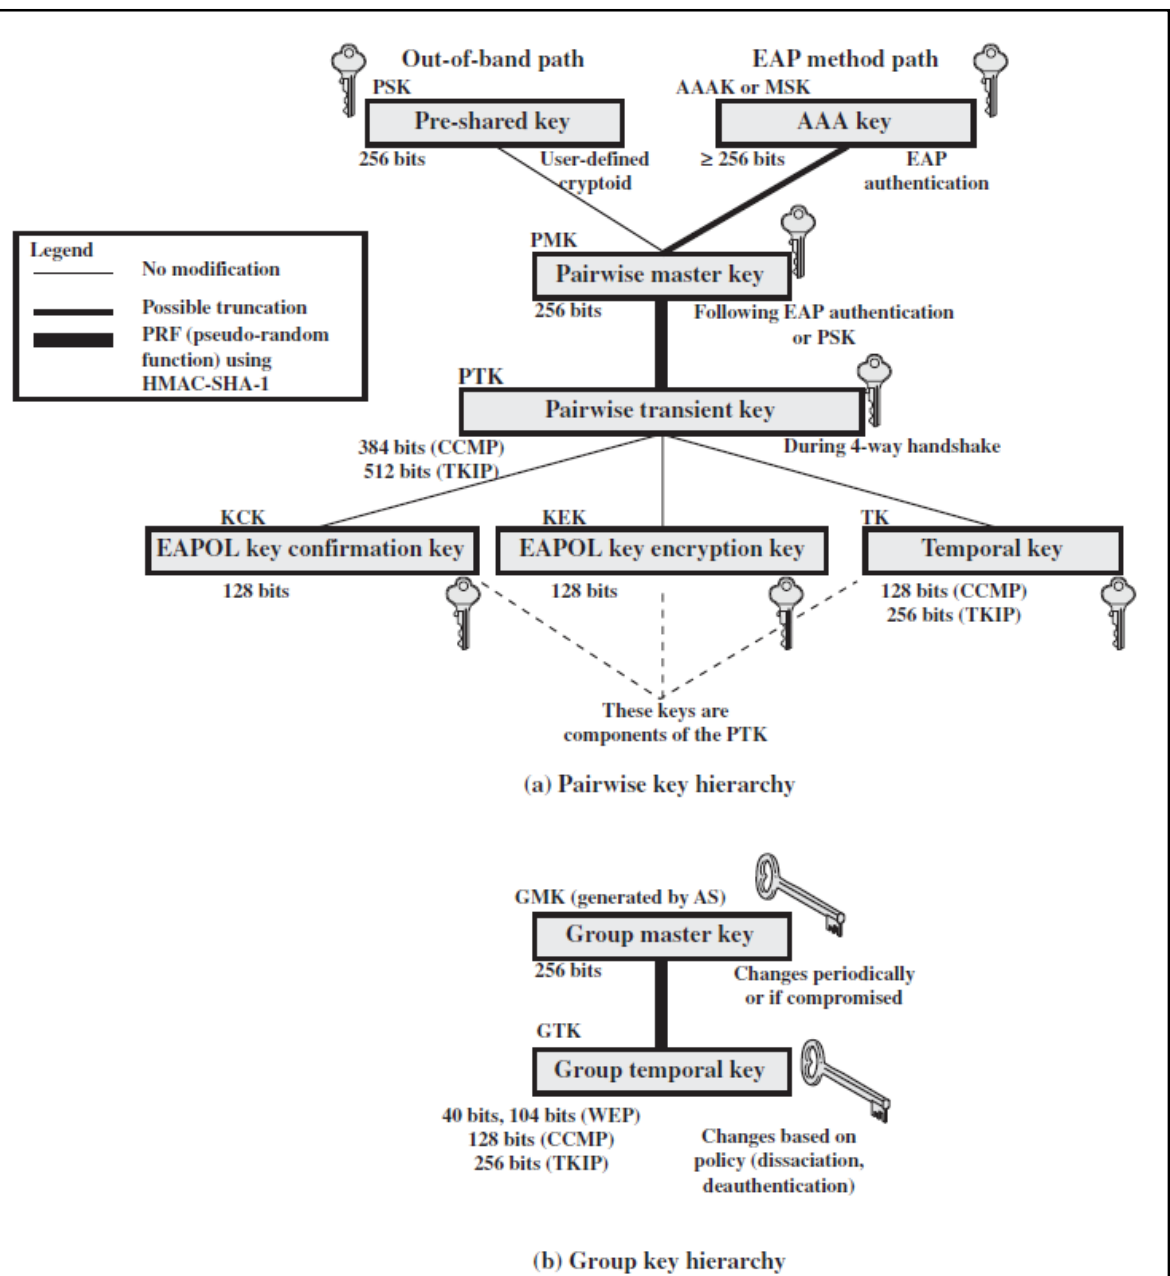 Out-of-band path
EAP method path
PSK
AAAK or MSK
Pre-shared key
AAA key
256 bits
User-defined
cryptoid
≥ 256 bits
EAP
authentication
Legend
No modification
Possible truncation
PRF (pseudo-random
function) using
HMAC-SHA-1
PMK
Pairwise master key
256 bits
Following EAP authentication
or PSK
PTK
Pairwise transient key
384 bits (CCMP)
512 bits (TKIP)
During 4-way handshake
KCK
KEK
TK
EAPOL key confirmation key
EAPOL key encryption key
Temporal key
128 bits
128 bits
128 bits (CCMP)
256 bits (TKIP)
These keys are
components of the PTK
(a) Pairwise key hierarchy
GMK (generated by AS)
Group master key
256 bits
Changes periodically
or if compromised
GTK
Group temporal key
40 bits, 104 bits (WEP)
128 bits (CCMP)
256 bits (TKIP)
Changes based on
policy (dissaciation,
deauthentication)
(b) Group key hierarchy